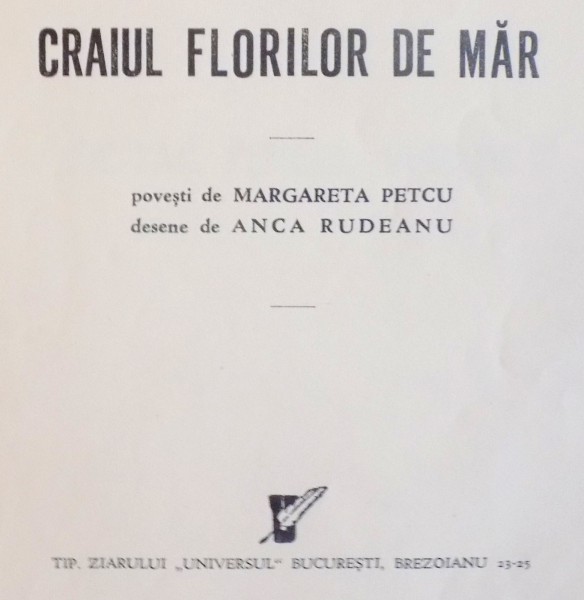 CRAIUL FLORILOR DE MĂR
povești de MARGARETA PETCU
desene de ANCA RUDEANU
TIP. ZIARULUI „UNIVERSUL“ BUCUREȘTI, BREZOIANU 23-25